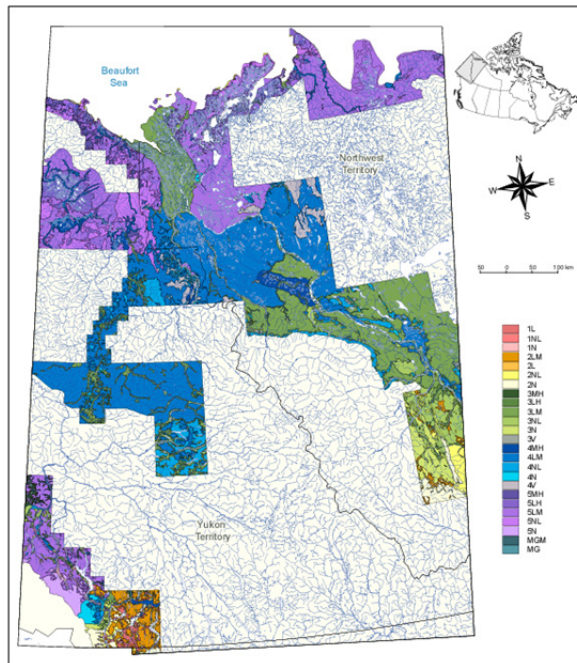 Beaufort
Sea
Northwest
Territory
N
W
E
S
50 0 50 100 km
1L
1NL
1N
2LM
2L
2NL
2N
3MH
3LH
3LM
3NL
3N
3V
4MH
4LM
4NL
4N
4V
5MH
5LH
5LM
5NL
5N
MGM
MG
Yukon
Territory